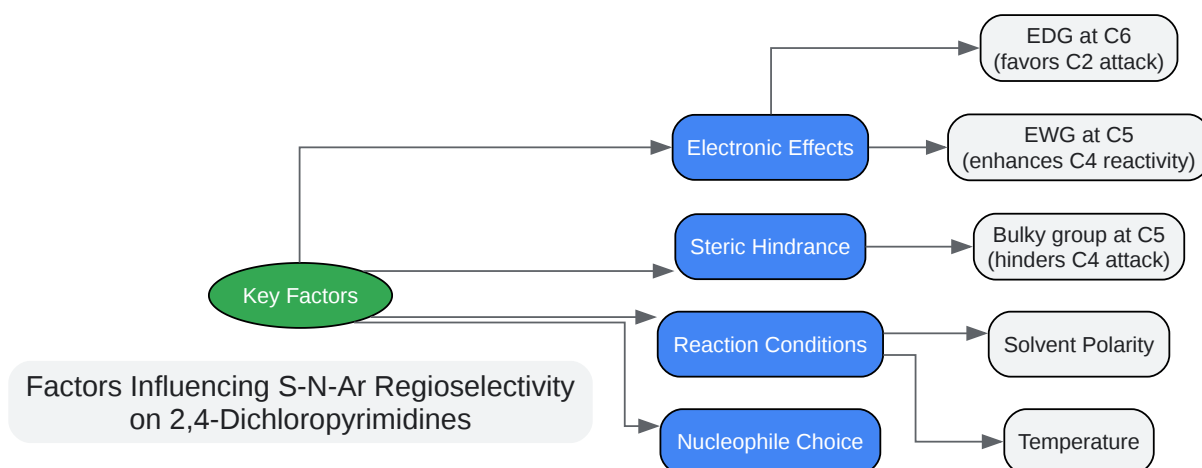 EDG at C6
(favors C2 attack)
Electronic Effects
EWG at C5
(enhances C4 reactivity)
Steric Hindrance
Bulky group at C5
(hinders C4 attack)
Key Factors
Reaction Conditions
Solvent Polarity
Factors Influencing S-N-Ar Regioselectivity
on 2,4-Dichloropyrimidines
Nucleophile Choice
Temperature